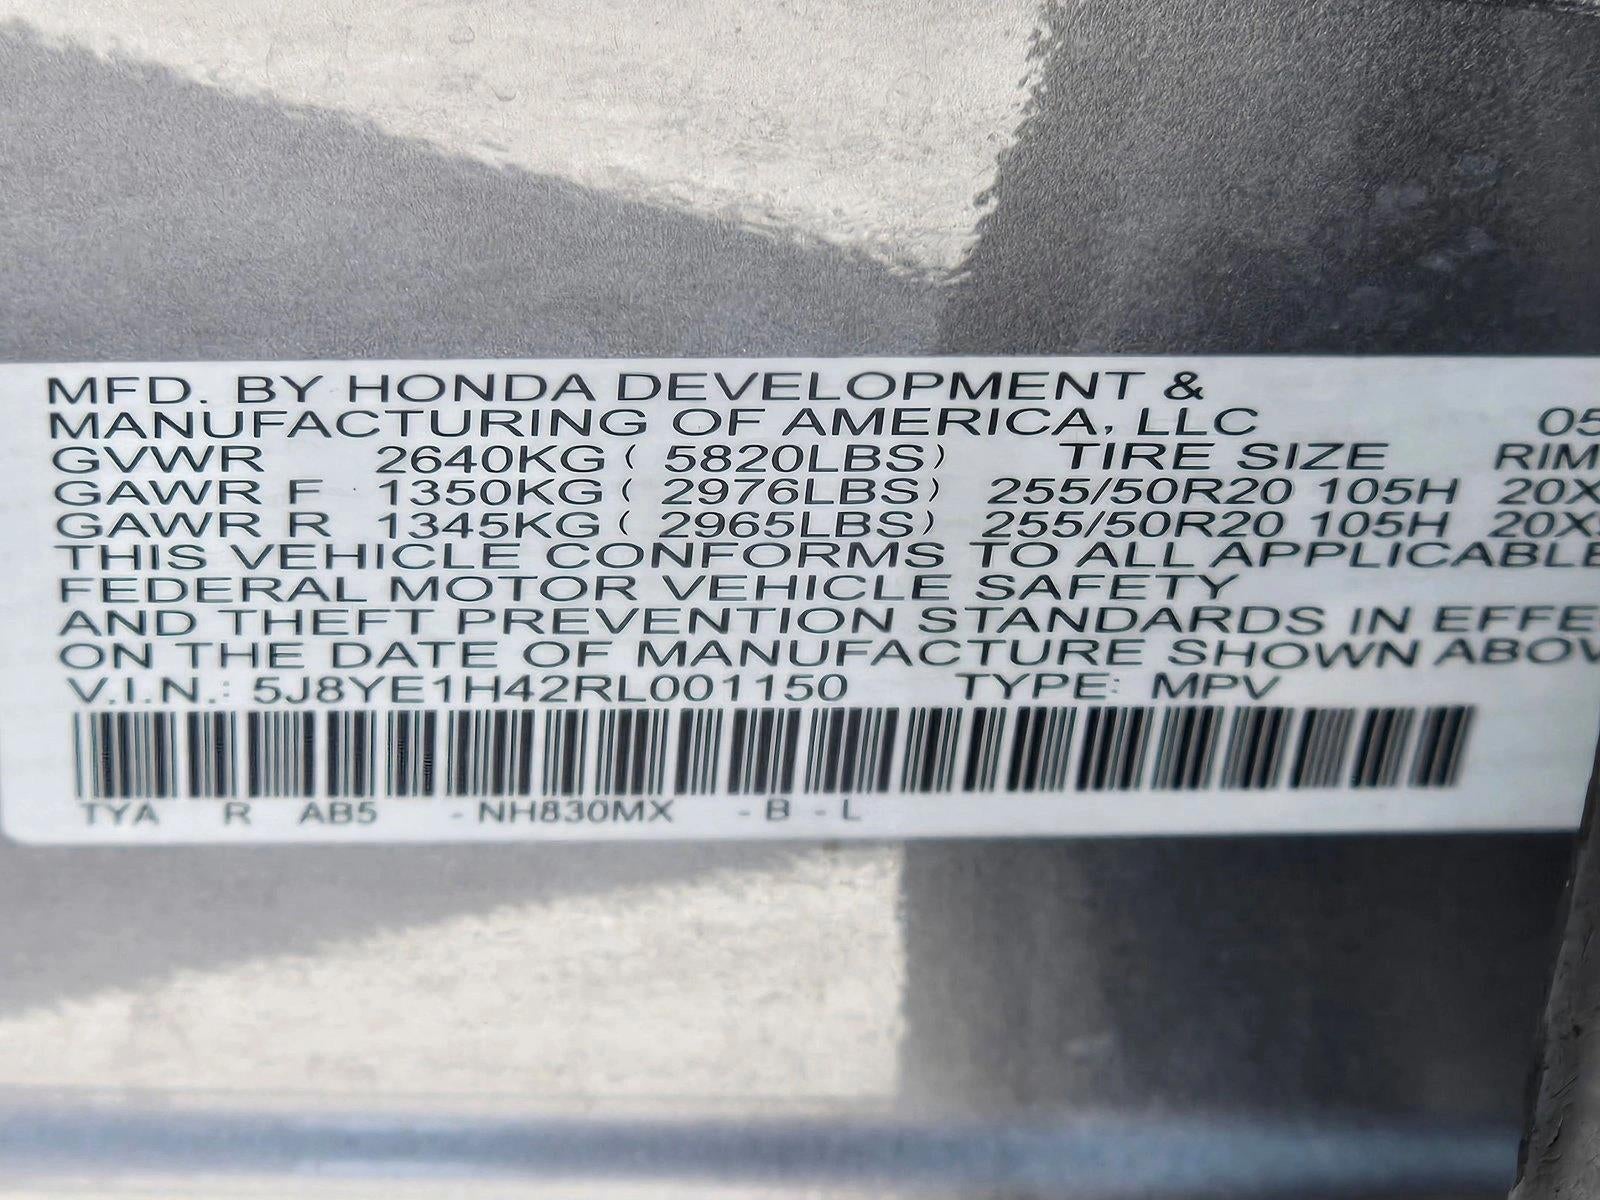 MFD. BY HONDA DEVELOPMENT &
MANUFACTURING OF AMERICA, LLC 05
GVWR 2640KG ( 5820LBS) TIRE SIZE RIM
GAWR F 1350KG ( 2976LBS) 255/50R20 105H 20X
GAWR R 1345KG ( 2965LBS) 255/50R20 105H 20X
THIS VEHICLE CONFORMS TO ALL APPLICABLE
FEDERAL MOTOR VEHICLE SAFETY
AND THEFT PREVENTION STANDARDS IN EFFE
ON THE DATE OF MANUFACTURE SHOWN ABOV
V.I.N.: 5J8YE1H42RL001150 TYPE: MPV
TYA R AB5 - NH830MX - B - L